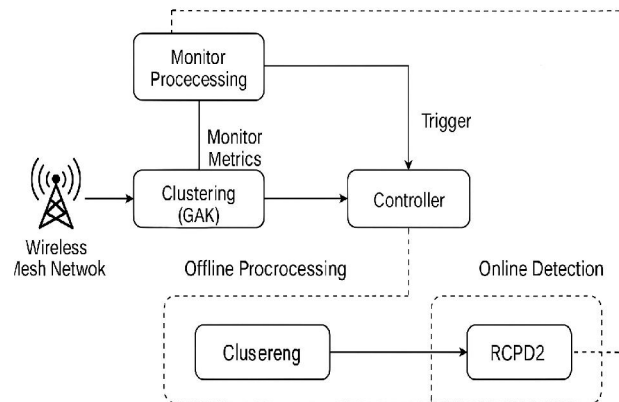 Monitor
Procecessing
Monitor
Metrics
Trigger
Clustering
(GAK)
Controller
Wireless
Mesh Netwok
Offline Procrocessing
Online Detection
Clusereng
RCPD2